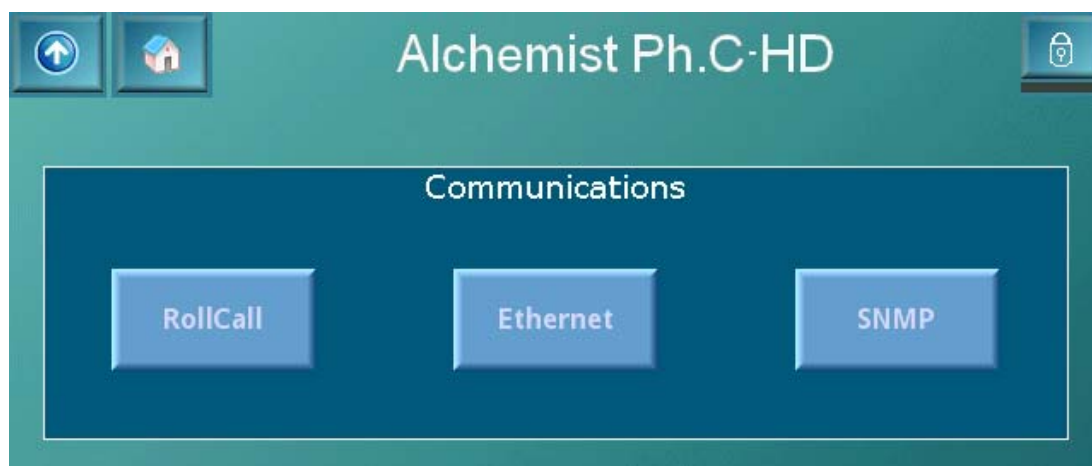 Alchemist Ph.C-HD
Communications
RollCall
Ethernet
SNMP